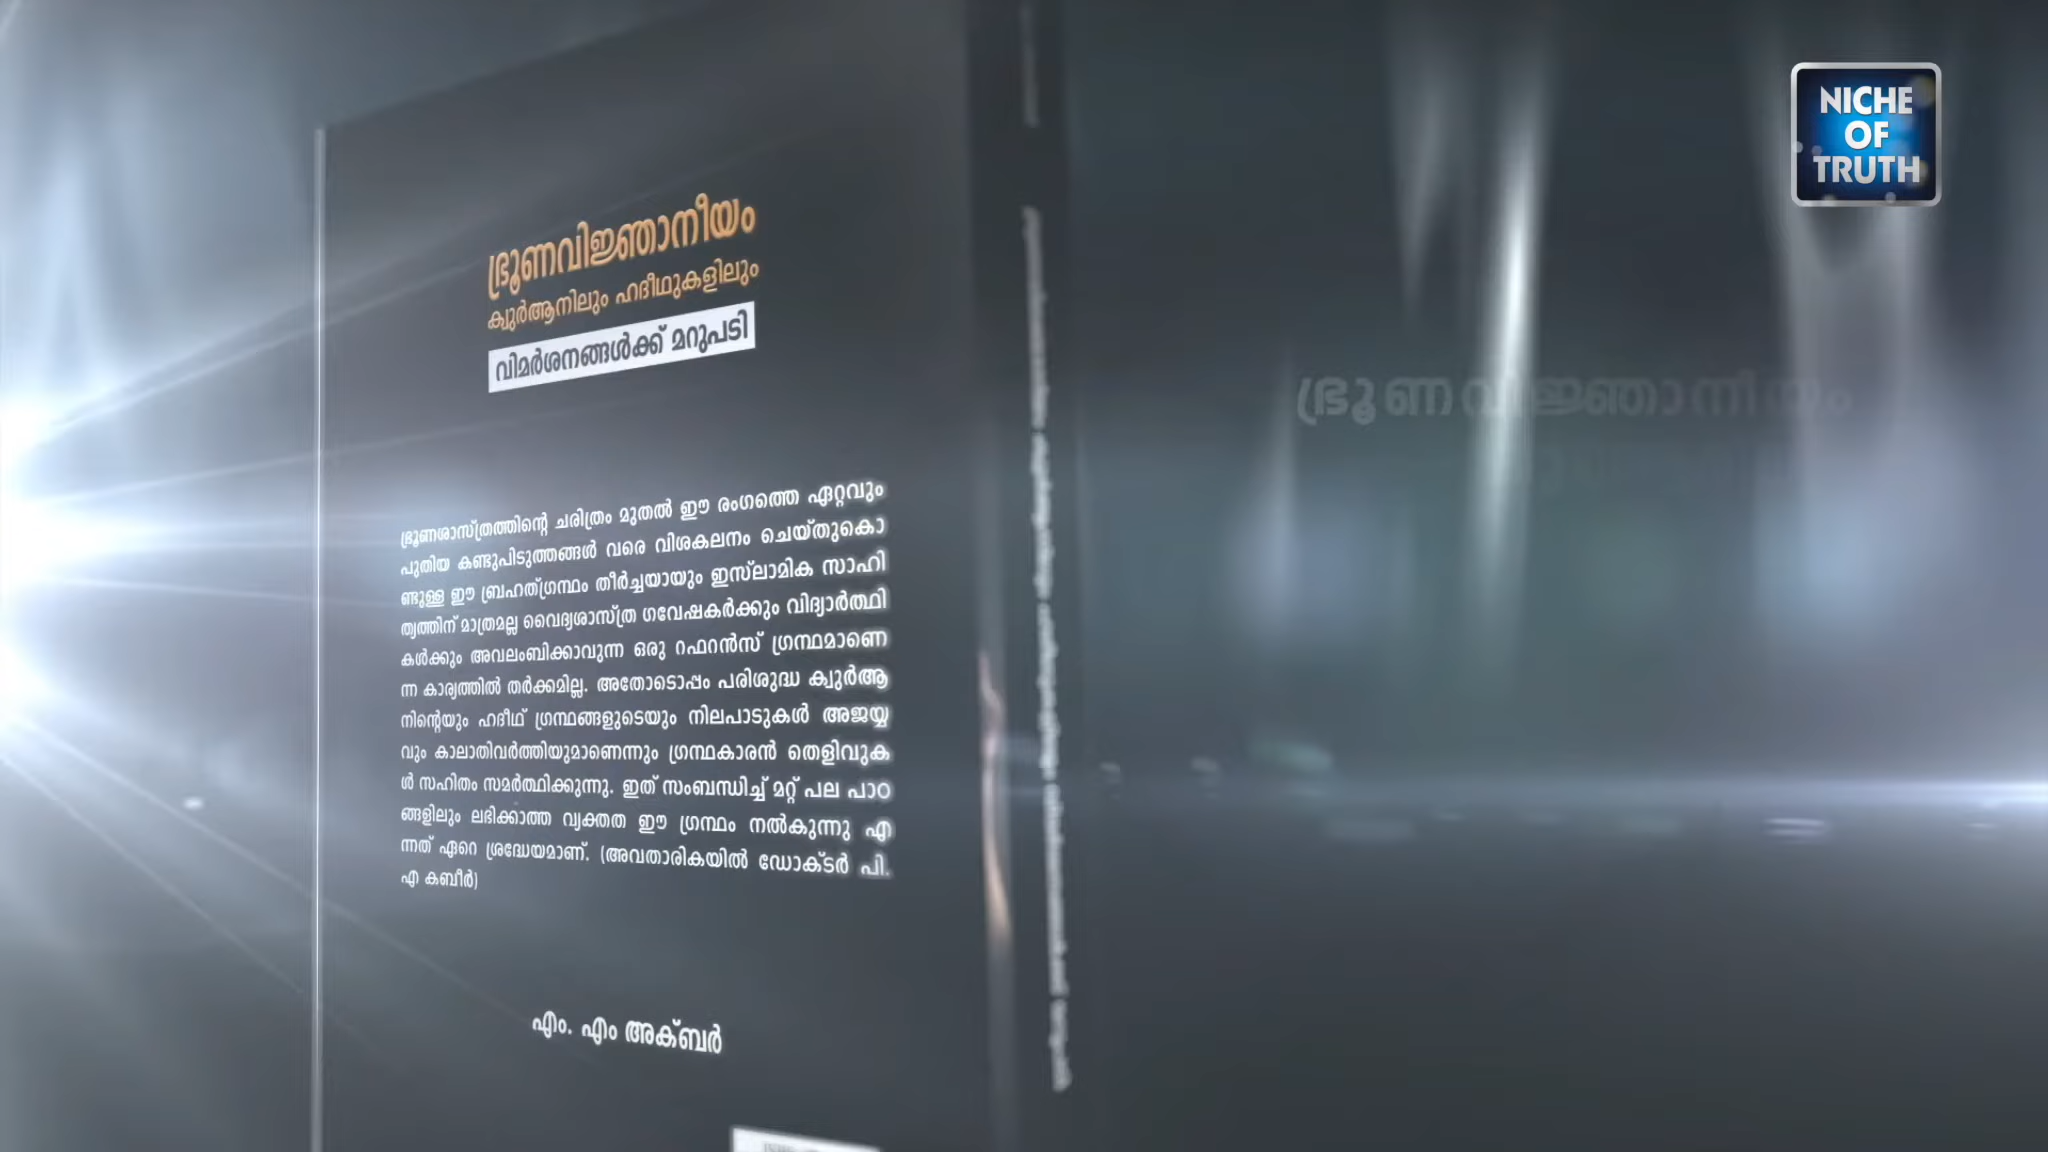 NICHE
OF
TRUTH
ഭ്രൂണവിജ്ഞാനീയം
ക്വുർആനിലും ഹദീഥുകളിലും
വിമർശനങ്ങൾക്ക് മറുപടി
ഭ്രൂണവിജ്ഞാനീയം
ഭ്രൂണശാസ്ത്രത്തിന്റെ ചരിത്രം മുതൽ ഈ രംഗത്തെ ഏറ്റവും
പുതിയ കണ്ടുപിടുത്തങ്ങൾ വരെ വിശകലനം ചെയ്തുകൊ
ണ്ടുള്ള ഈ ബ്രഹത്ഗ്രന്ഥം തീർച്ചയായും ഇസ്‌ലാമിക സാഹി
ത്വത്തിന് മാത്രമല്ല വൈദ്യശാസ്ത്ര ഗവേഷകർക്കും വിദ്യാർത്ഥി
കൾക്കും അവലംബിക്കാവുന്ന ഒരു റഫറൻസ് ഗ്രന്ഥമാണെ
ന്ന കാര്യത്തിൽ തർക്കമില്ല. അതോടൊപ്പം പരിശുദ്ധ ക്വുർആ
നിന്റെയും ഹദീഥ് ഗ്രന്ഥങ്ങളുടെയും നിലപാടുകൾ അജയ്യ
വും കാലാതിവർത്തിയുമാണെന്നും ഗ്രന്ഥകാരൻ തെളിവുക
ൾ സഹിതം സമർത്ഥിക്കുന്നു. ഇത് സംബന്ധിച്ച് മറ്റ് പല പാഠ
ങ്ങളിലും ലഭിക്കാത്ത വ്യക്തത ഈ ഗ്രന്ഥം നൽകുന്നു എ
ന്നത് ഏറെ ശ്രദ്ധേയമാണ്. (അവതാരികയിൽ ഡോക്ടർ പി.
എ കബീർ)
എം. എം അക്ബർ